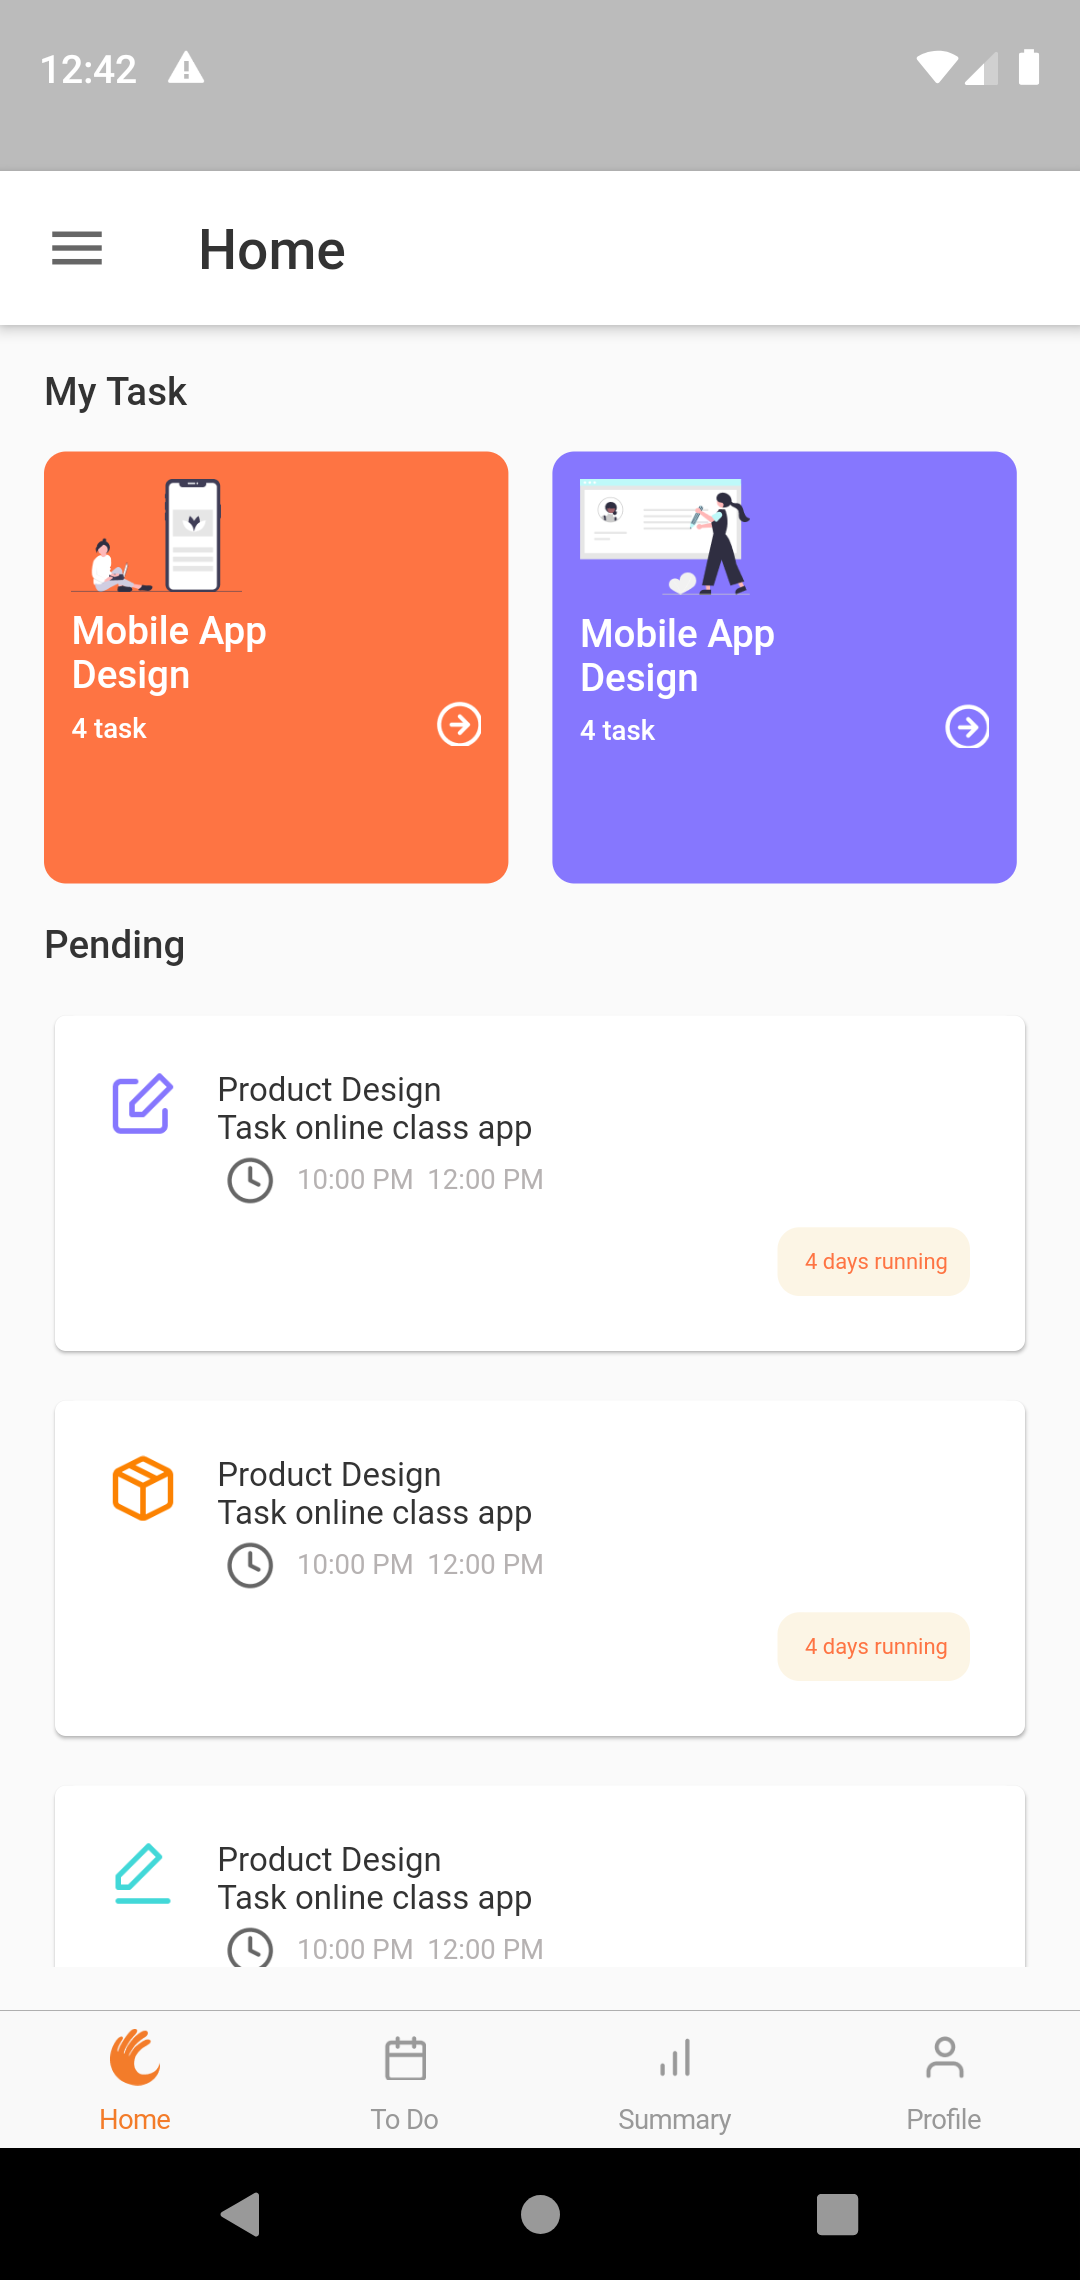 12:42
Home
My Task
Mobile App
Design
4 task
Mobile App
Design
4 task
Pending
Product Design
Task online class app
10:00 PM 12:00 PM
4 days running
Product Design
Task online class app
10:00 PM 12:00 PM
4 days running
Product Design
Task online class app
10:00 PM 12:00 PM
Home
To Do
Summary
Profile